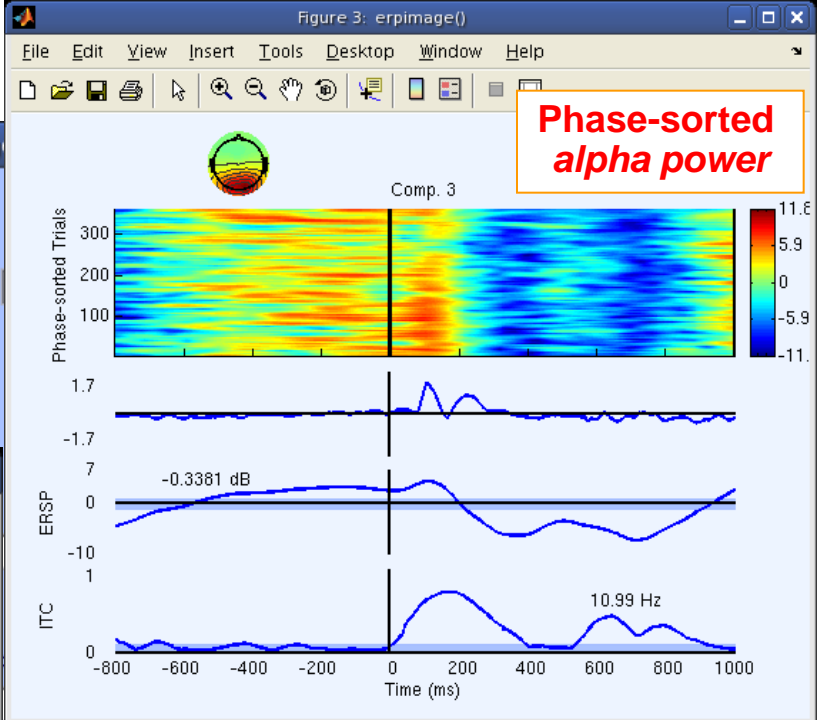 Figure 3: erpimage()
File Edit View Insert Tools Desktop Window Help
Phase-sorted
alpha power
Comp. 3
Phase-sorted Trials
300
200
100
11.8
5.9
0
-5.9
-11.
1.7
-1.7
ERSP
7
0
-10
-0.3381 dB
ITC
1
0
10.99 Hz
-800 -600 -400 -200 0 200 400 600 800 1000
Time (ms)